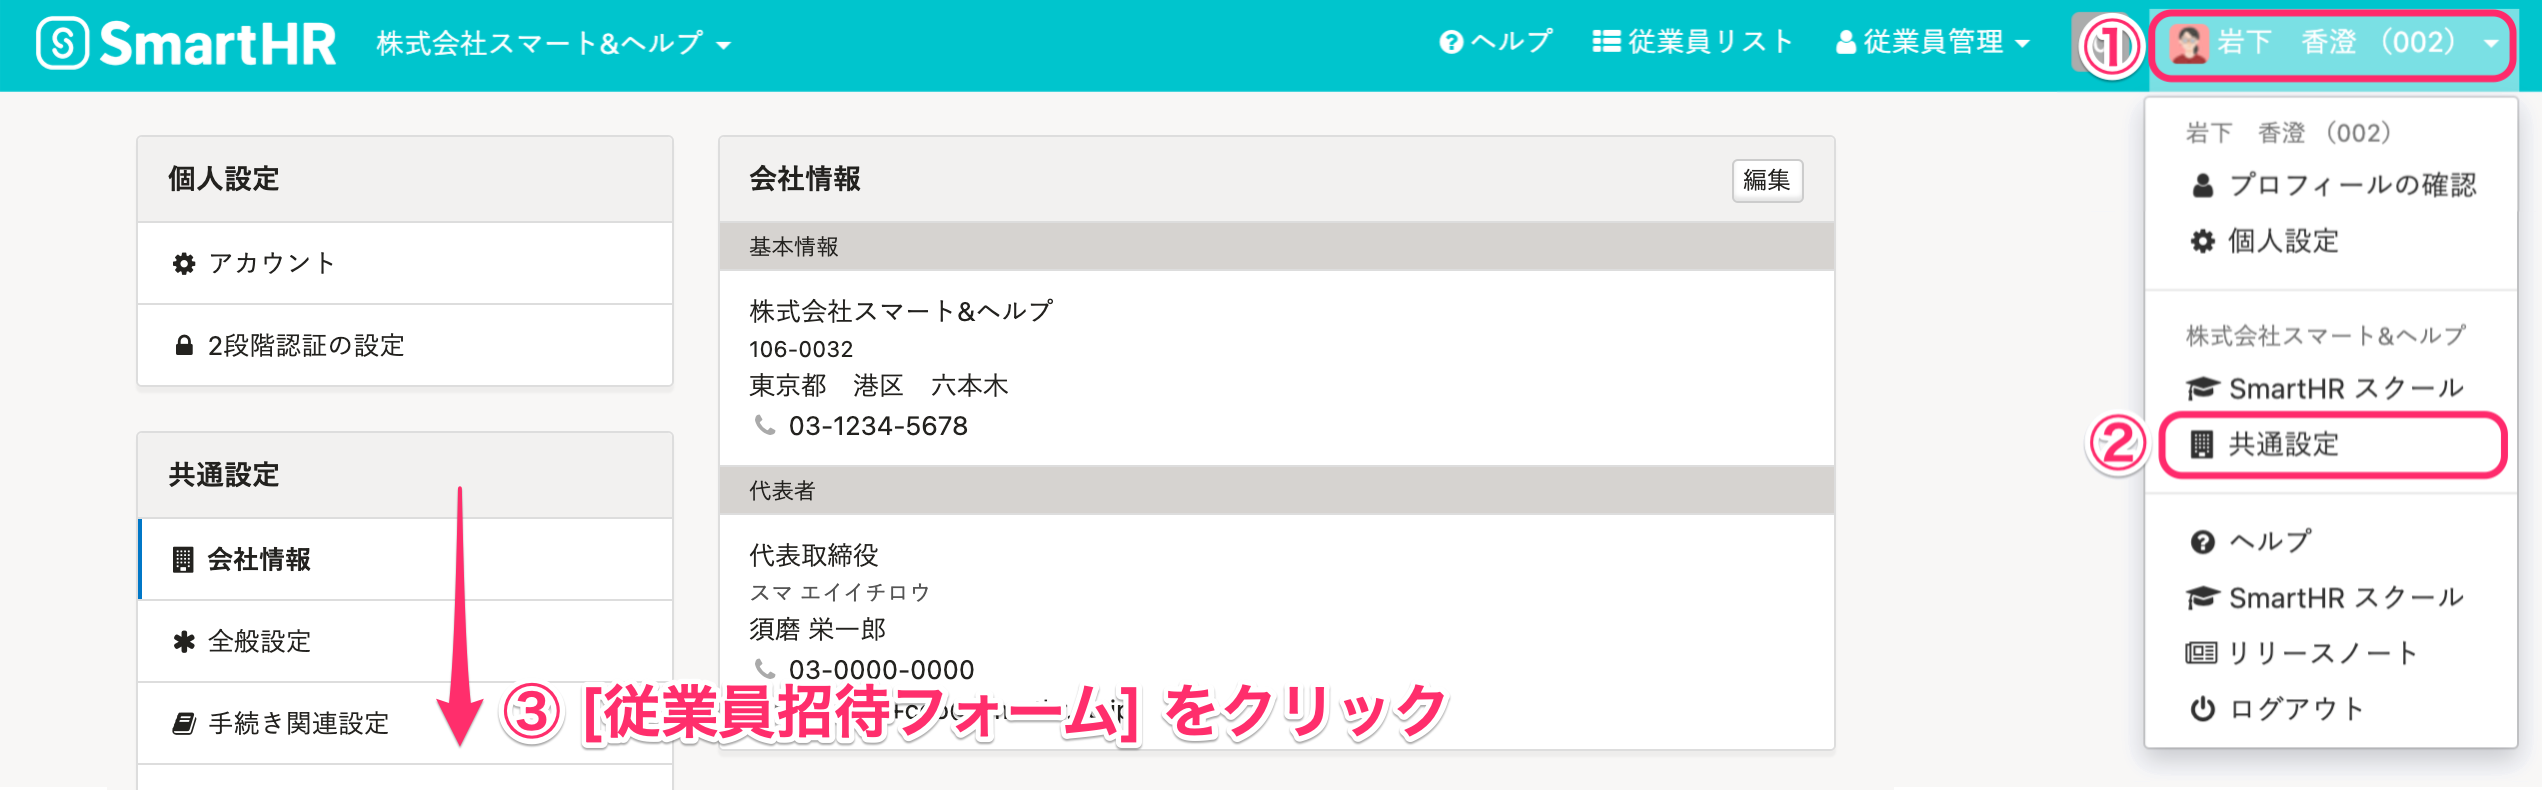 SmartHR 株式会社スマート&ヘルプ ヘルプ 従業員リスト 従業員管理 ① 岩下 香澄 （002）
個人設定
アカウント
2段階認証の設定
共通設定
会社情報
全般設定
手続き関連設定
会社情報 編集
基本情報
株式会社スマート&ヘルプ
106-0032
東京都 港区 六本木
03-1234-5678
代表者
代表取締役
スマ エイイチロウ
須磨 栄一郎
03-0000-0000
③ [従業員招待フォーム] をクリック
岩下 香澄 （002）
プロフィールの確認
個人設定
株式会社スマート&ヘルプ
SmartHR スクール
② 共通設定
ヘルプ
SmartHR スクール
リリースノート
ログアウト